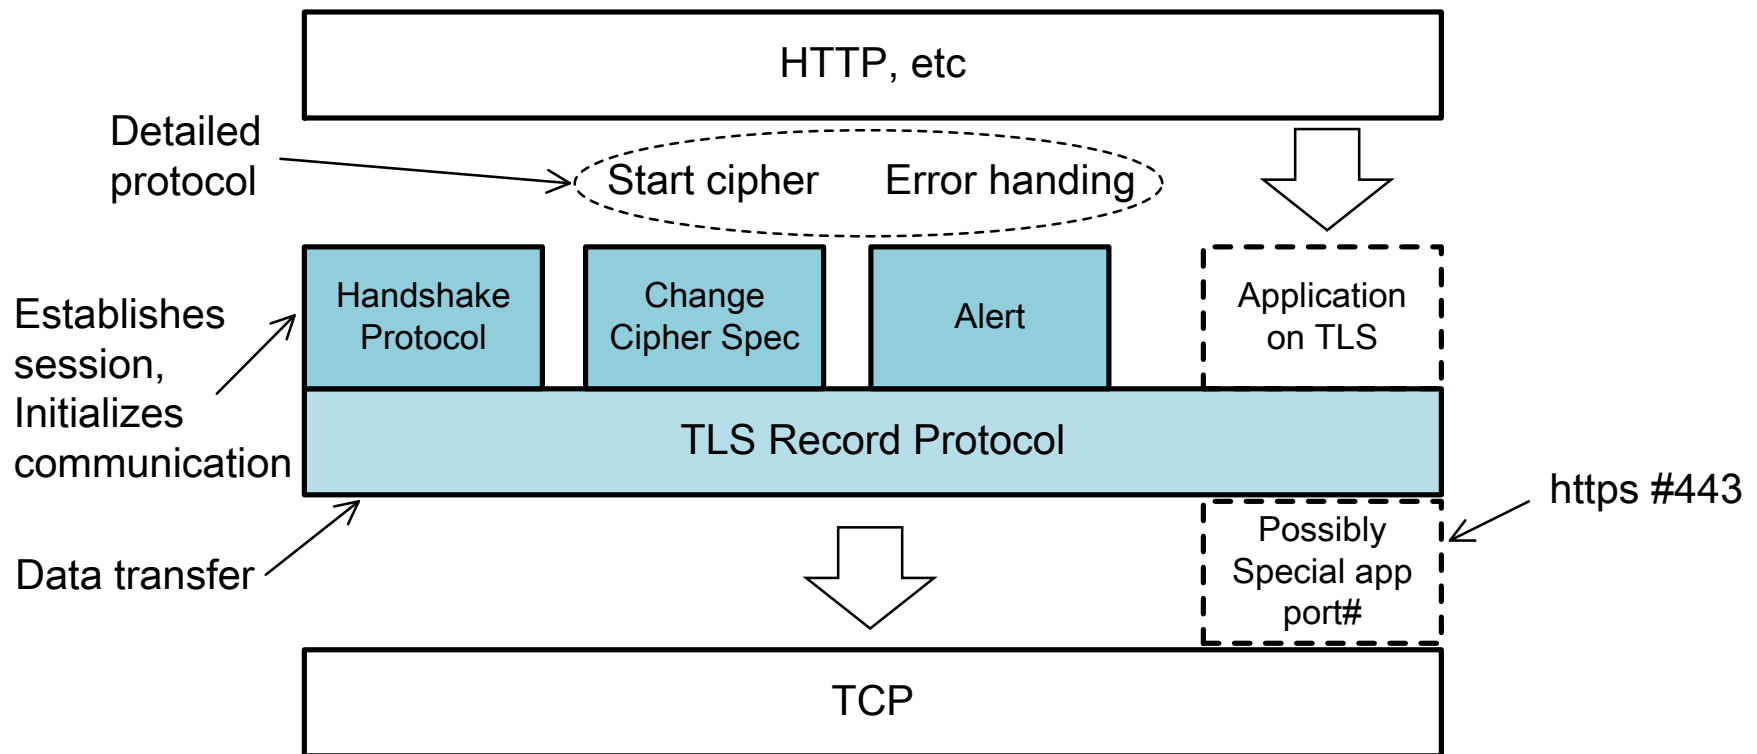 HTTP, etc
Detailed
protocol
Start cipher
Error handing
Handshake
Protocol
Change
Cipher Spec
Alert
Application
on TLS
Establishes
session,
Initializes
communication
TLS Record Protocol
https #443
Possibly
Special app
port#
Data transfer
TCP